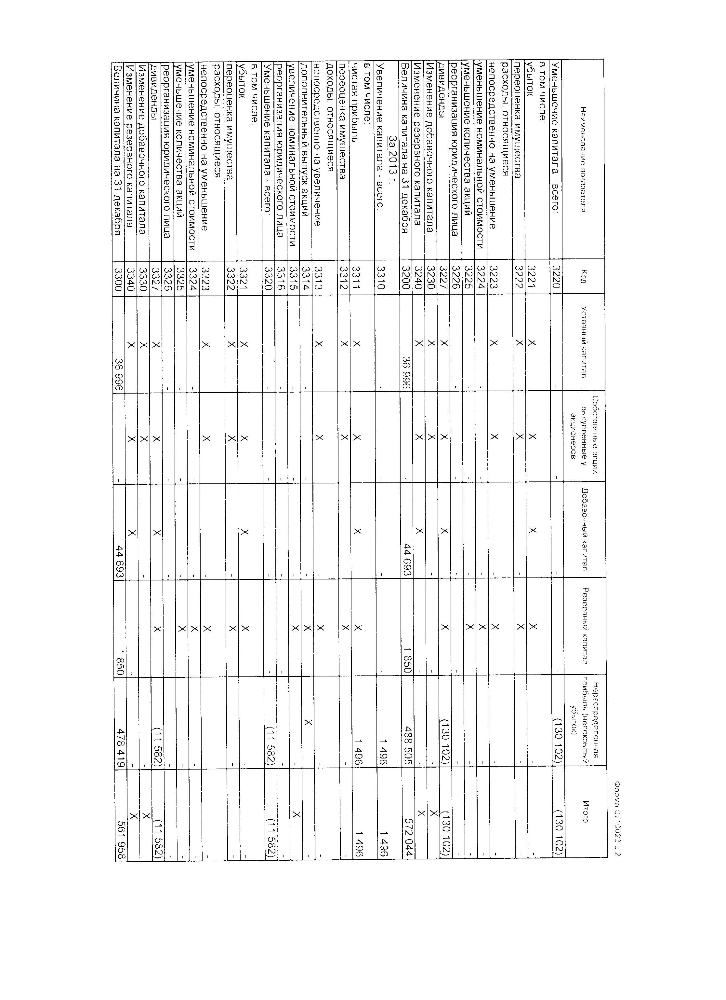 Форма 0710023 с 2
Наименование показателя Код Уставный капитал Собственные акции, выкупленные у акционеров Добавочный капитал Резервный капитал Нераспределенная прибыль (непокрытый убыток) Итого
Уменьшение капитала - всего: 3220 - - - - (130 102) (130 102)
в том числе:
убыток 3221 X X X X - -
переоценка имущества 3222 X X - X - -
расходы, относящиеся
непосредственно на уменьшение 3223 X X - X - -
уменьшение номинальной стоимости 3224 - - - X - -
уменьшение количества акций 3225 - - - X - -
реорганизация юридического лица 3226 - - - - - -
дивиденды 3227 X X X X (130 102) (130 102)
Изменение добавочного капитала 3230 X X - - - X
Изменение резервного капитала 3240 X X X - - X
Величина капитала на 31 декабря 3200 36 996 - 44 693 1 850 488 505 572 044
За 2013 г.
Увеличение капитала - всего: 3310 - - - - 1 496 1 496
в том числе:
чистая прибыль 3311 X X X X 1 496 1 496
переоценка имущества 3312 X X - X - -
доходы, относящиеся
непосредственно на увеличение 3313 X X - X - -
дополнительный выпуск акций 3314 - - - X X -
увеличение номинальной стоимости 3315 - - - X - X
реорганизация юридического лица 3316 - - - - - -
Уменьшение капитала - всего: 3320 - - - - (11 582) (11 582)
в том числе:
убыток 3321 X X X X - -
переоценка имущества 3322 X X - X - -
расходы, относящиеся
непосредственно на уменьшение 3323 X X - X - -
уменьшение номинальной стоимости 3324 - - - X - -
уменьшение количества акций 3325 - - - X - -
реорганизация юридического лица 3326 - - - - - -
дивиденды 3327 X X X X (11 582) (11 582)
Изменение добавочного капитала 3330 X X - - - X
Изменение резервного капитала 3340 X X X - - X
Величина капитала на 31 декабря 3300 36 996 - 44 693 1 850 478 419 561 958